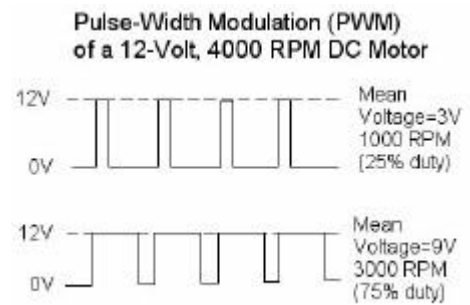 Pulse-Width Modulation (PWM)
of a 12-Volt, 4000 RPM DC Motor
12V
0V
Mean
Voltage=3V
1000 RPM
(25% duty)
12V
0V
Mean
Voltage=9V
3000 RPM
(75% duty)